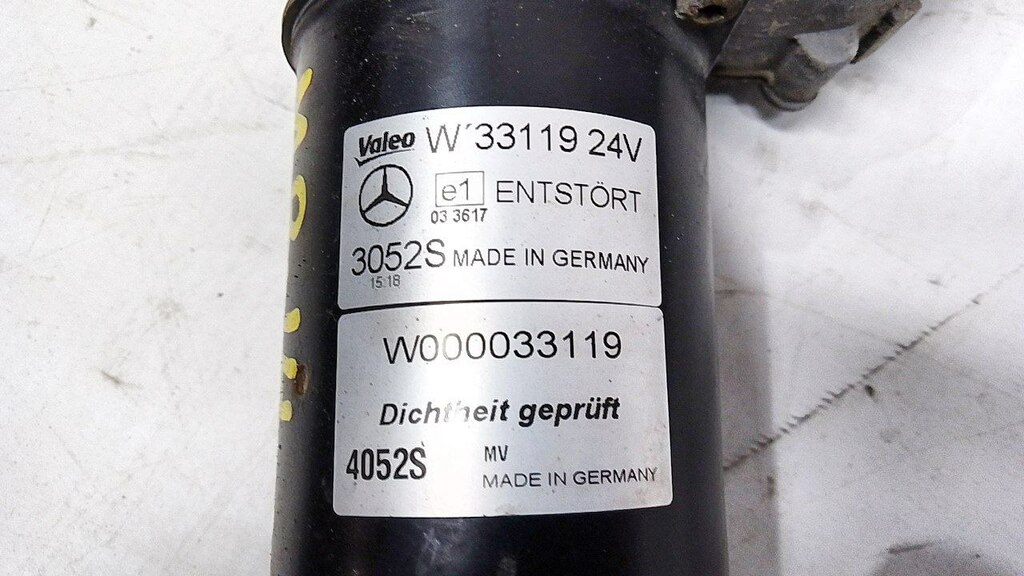 Valeo W´33119 24V
e1 ENTSTÖRT
03 3617
3052S MADE IN GERMANY
15:18
W000033119
Dichtheit geprüft
4052S MV
MADE IN GERMANY